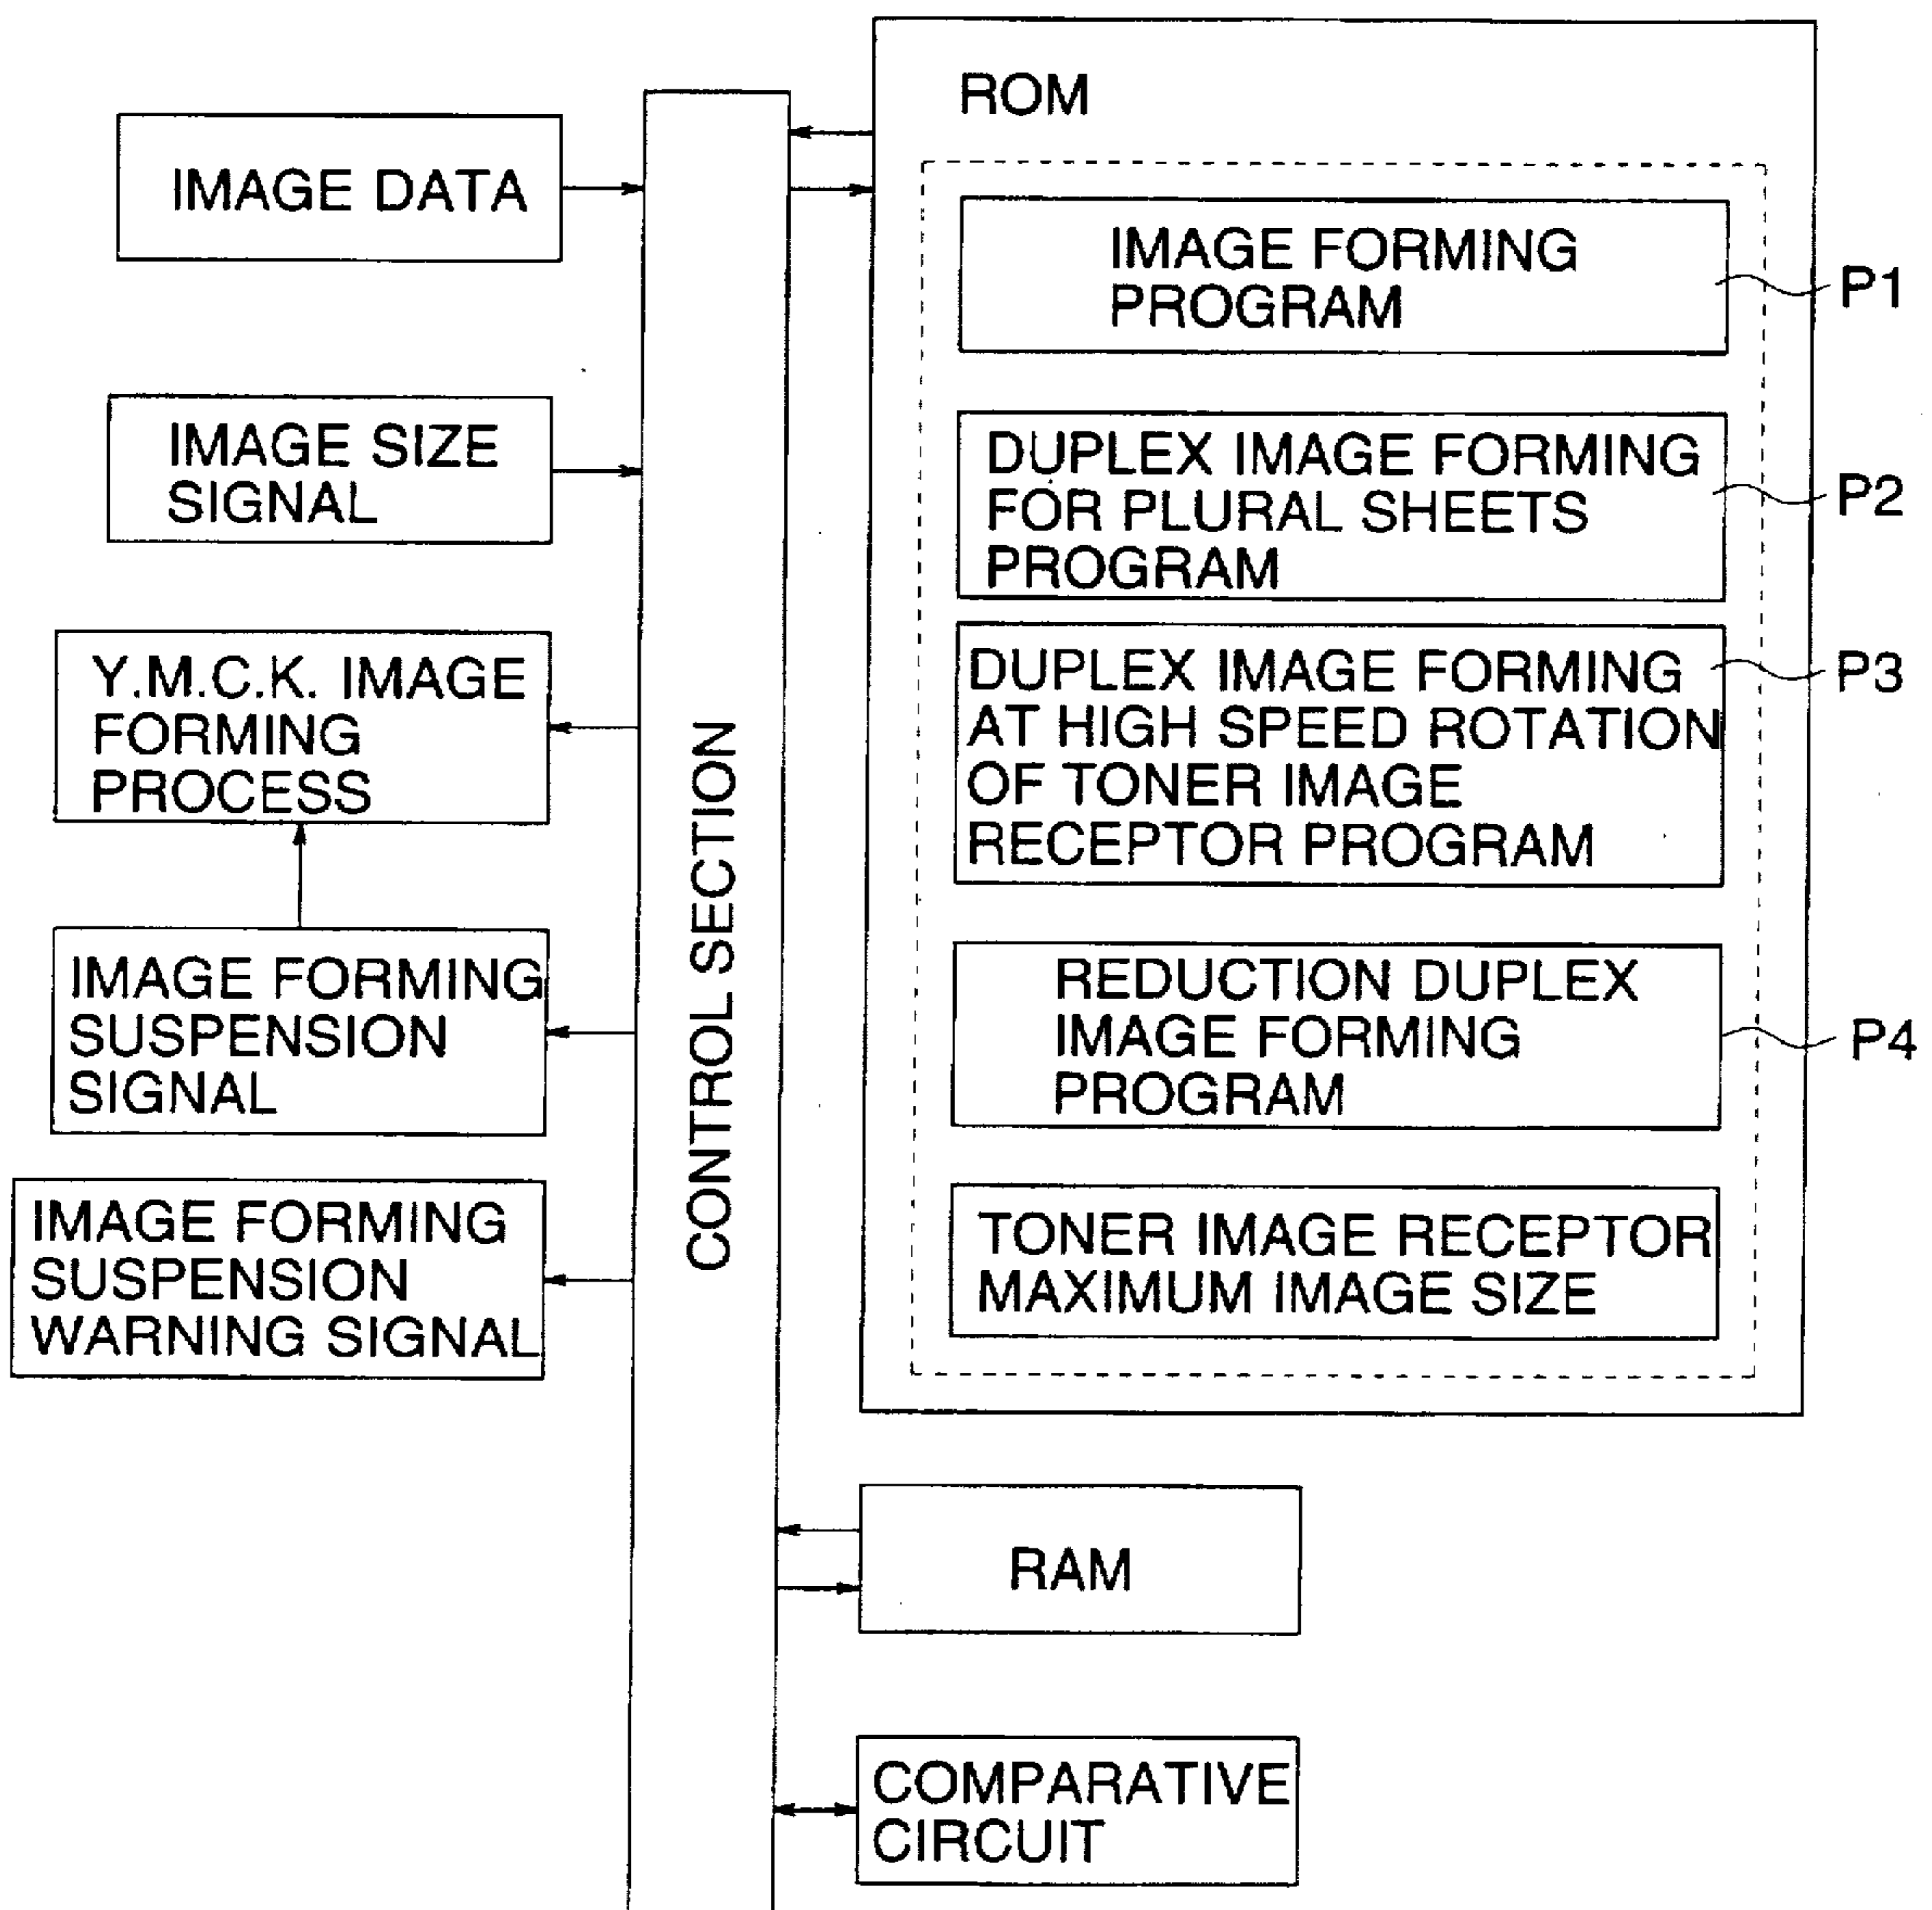 IMAGE DATA
IMAGE SIZE
SIGNAL
Y.M.C.K. IMAGE
FORMING
PROCESS
IMAGE FORMING
SUSPENSION
SIGNAL
IMAGE FORMING
SUSPENSION
WARNING SIGNAL
CONTROL SECTION
ROM
IMAGE FORMING
PROGRAM
P1
DUPLEX IMAGE FORMING
FOR PLURAL SHEETS
PROGRAM
P2
DUPLEX IMAGE FORMING
AT HIGH SPEED ROTATION
OF TONER IMAGE
RECEPTOR PROGRAM
P3
REDUCTION DUPLEX
IMAGE FORMING
PROGRAM
P4
TONER IMAGE RECEPTOR
MAXIMUM IMAGE SIZE
RAM
COMPARATIVE
CIRCUIT